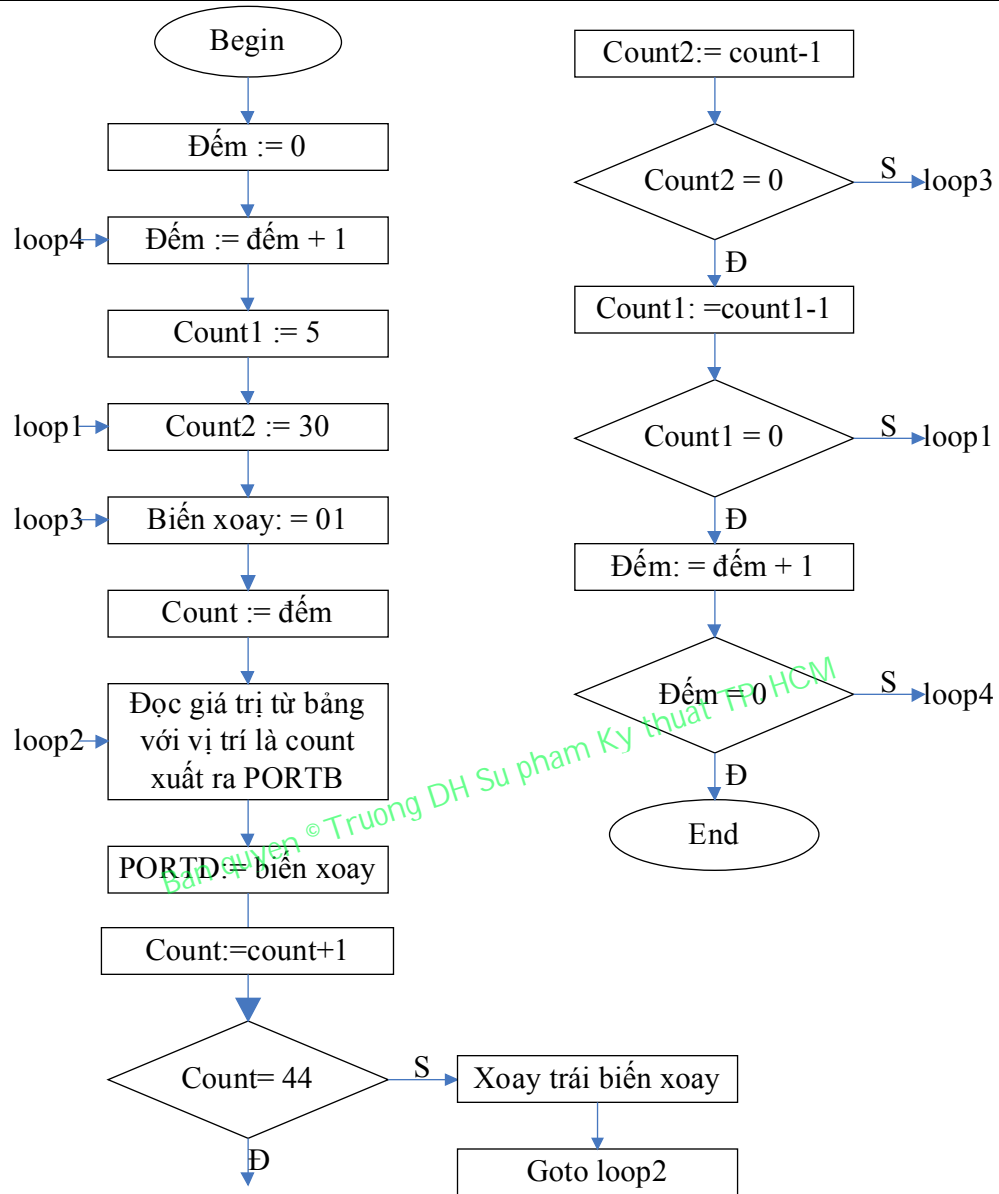 Begin
Đếm := 0
loop4
Đếm := đếm + 1
Count1 := 5
loop1
Count2 := 30
loop3
Biến xoay: = 01
Count := đếm
loop2
Đọc giá trị từ bảng
với vị trí là count
xuất ra PORTB
PORTD:= biến xoay
Count:=count+1
Count= 44
S
Xoay trái biến xoay
Goto loop2
Đ
Count2:= count-1
Count2 = 0
S
loop3
Đ
Count1: =count1-1
Count1 = 0
S
loop1
Đ
Đếm: = đếm + 1
Đếm = 0
S
loop4
Đ
End
Ban quyen © Truong DH Su pham Ky thuat TP. HCM